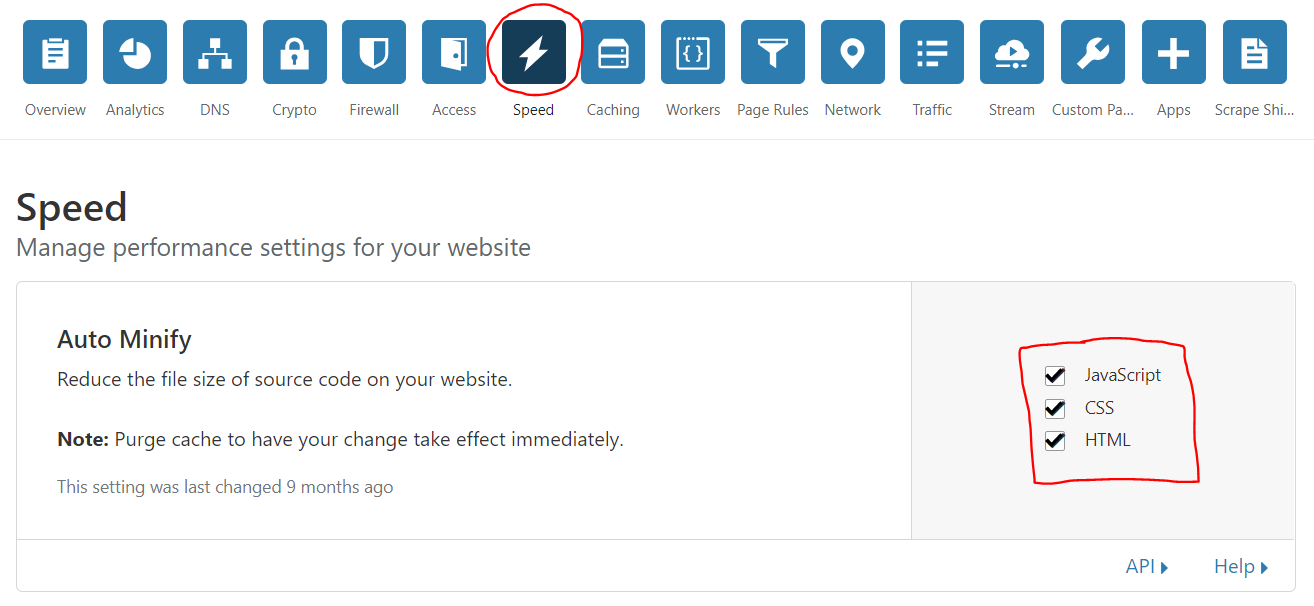 Overview Analytics DNS Crypto Firewall Access Speed Caching Workers Page Rules Network Traffic Stream Custom Pa... Apps Scrape Shi...
Speed
Manage performance settings for your website
Auto Minify
Reduce the file size of source code on your website.
Note: Purge cache to have your change take effect immediately.
This setting was last changed 9 months ago
JavaScript
CSS
HTML
API Help